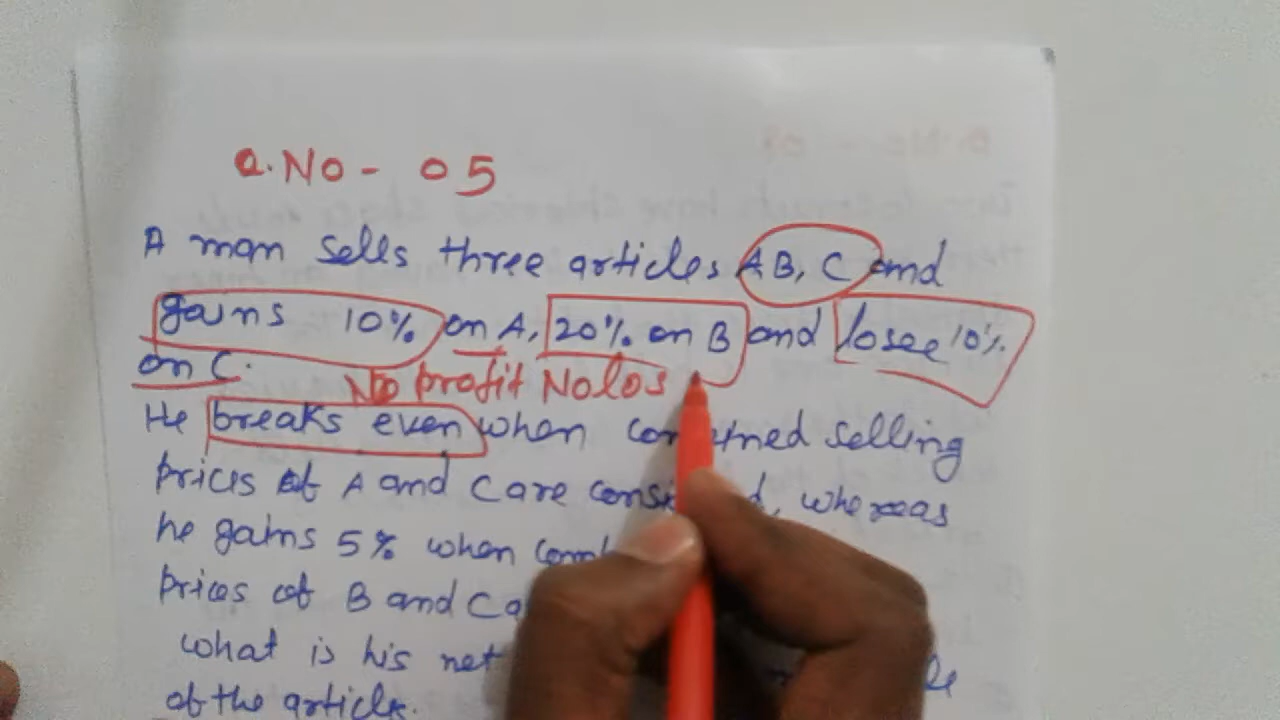 Q.No- 05
A man sells three articles A B, C and
gains 10% on A, 20% on B and losee 10%
on C.
No profit No los
He breaks even when selling
prices of A and C are whereas
he gains 5% when
prices of B and C
what is his net
of the article.